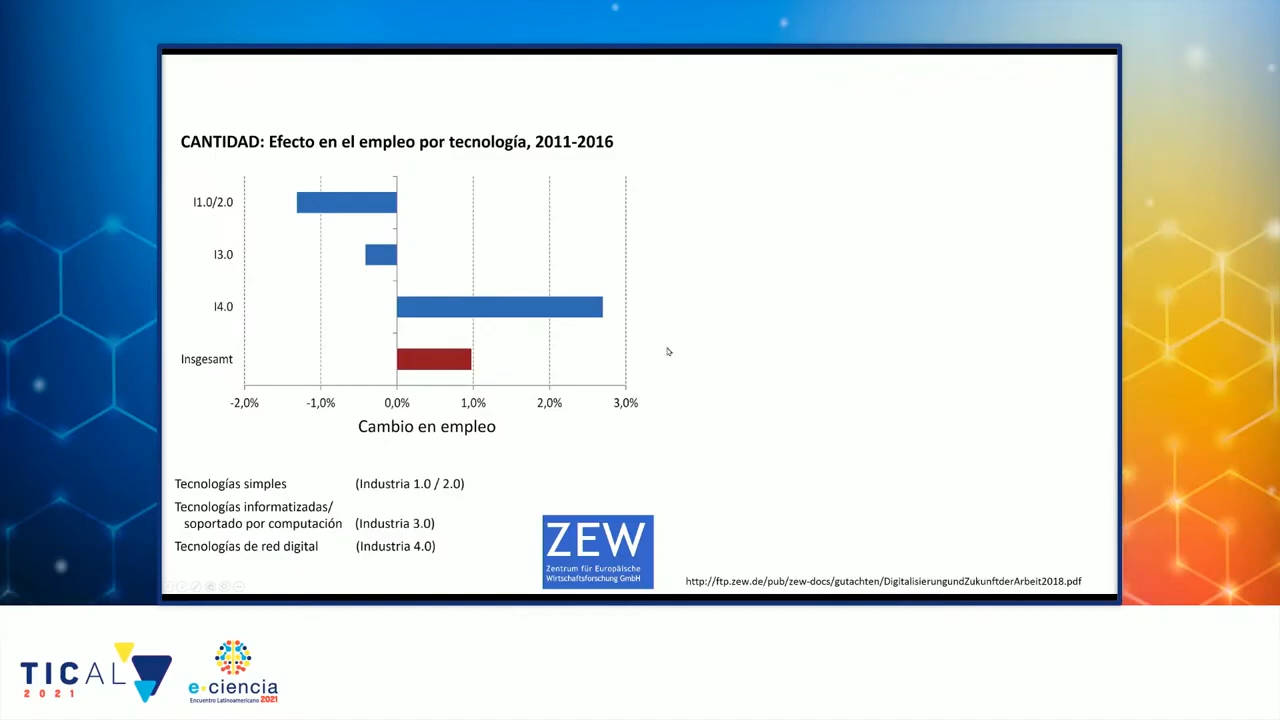 CANTIDAD: Efecto en el empleo por tecnología, 2011-2016
I1.0/2.0
I3.0
I4.0
Insgesamt
-2,0% -1,0% 0,0% 1,0% 2,0% 3,0%
Cambio en empleo
Tecnologías simples (Industria 1.0 / 2.0)
Tecnologías informatizadas/
soportado por computación (Industria 3.0)
Tecnologías de red digital (Industria 4.0)
ZEW
Zentrum für Europäische
Wirtschaftsforschung GmbH
http://ftp.zew.de/pub/zew-docs/gutachten/DigitalisierungundZukunftderArbeit2018.pdf
TICAL
2021
e-ciencia
Encuentro Latinoamericano 2021